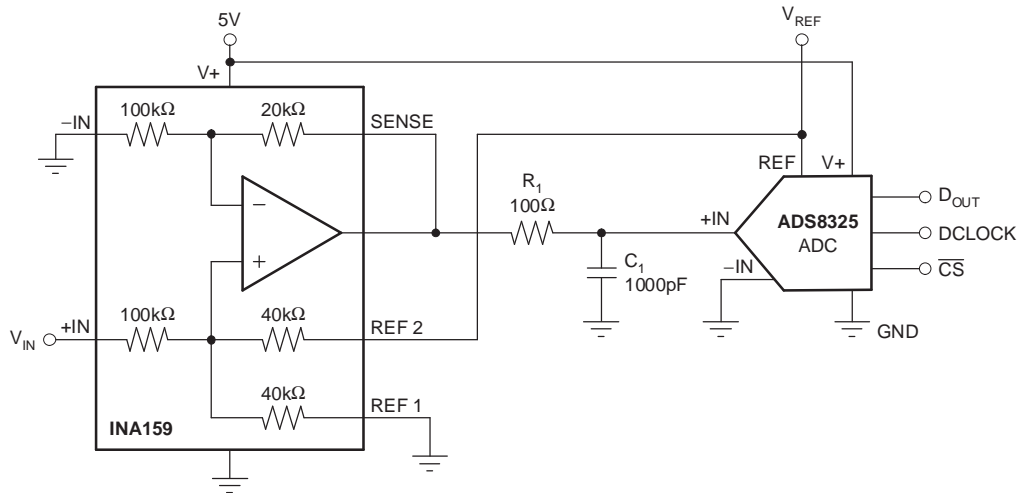 5V
V_REF
V+
−IN
100kΩ
20kΩ
SENSE
REF
V+
R_1
100Ω
D_OUT
−
+IN
ADS8325
DCLOCK
ADC
+
−IN
C_1
CS̅
1000pF
V_IN
+IN
100kΩ
40kΩ
REF 2
GND
40kΩ
REF 1
INA159